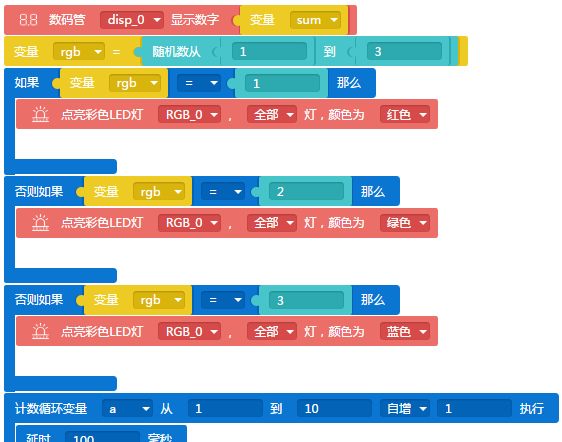 数码管 disp_0 显示数字 变量 sum
变量 rgb = 随机数从 1 到 3
如果 变量 rgb = 1 那么
点亮彩色LED灯 RGB_0 , 全部 灯，颜色为 红色
否则如果 变量 rgb = 2 那么
点亮彩色LED灯 RGB_0 , 全部 灯，颜色为 绿色
否则如果 变量 rgb = 3 那么
点亮彩色LED灯 RGB_0 , 全部 灯，颜色为 蓝色
计数循环变量 a 从 1 到 10 自增 1 执行
延时 100 毫秒